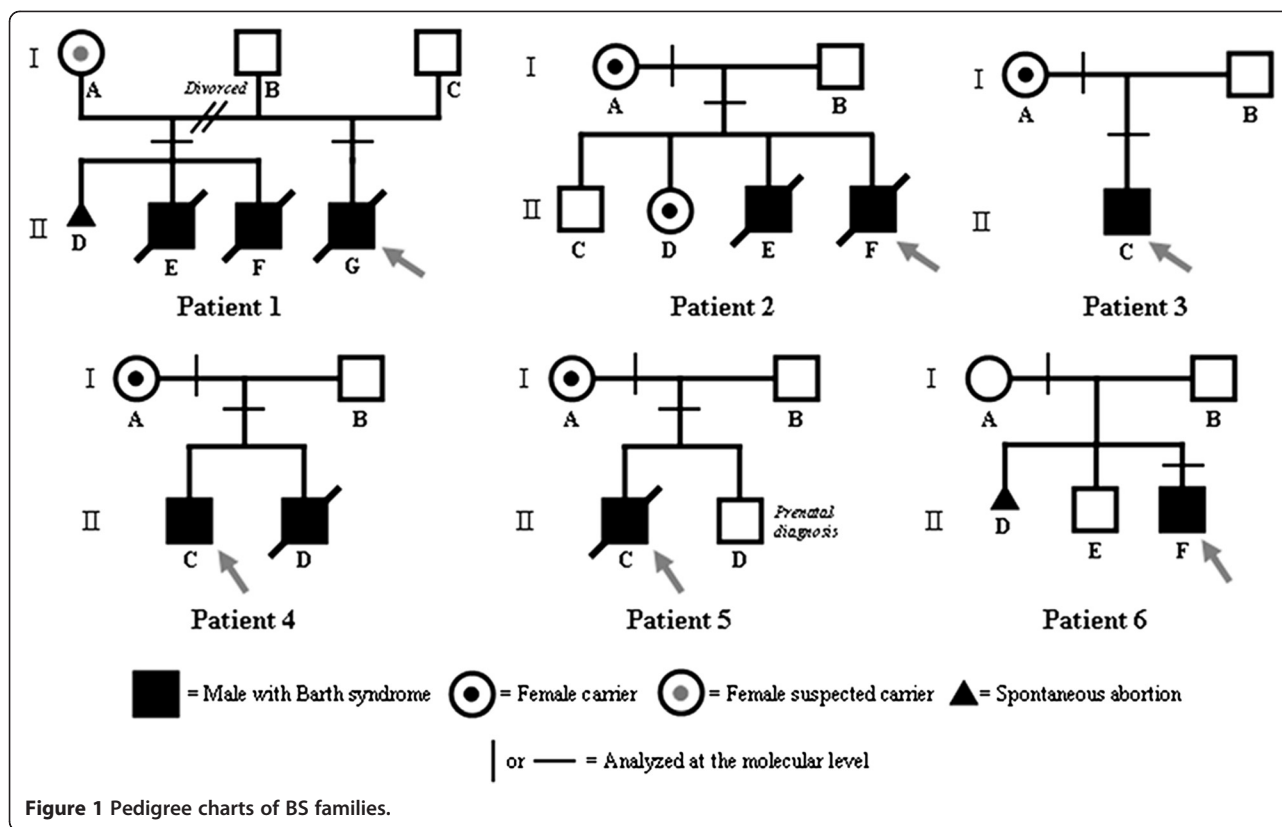 I
A
Divorced
B
C
II
D
E
F
G
Patient 1
I
A
B
II
C
D
E
F
Patient 2
I
A
B
II
C
Patient 3
I
A
B
II
C
D
Patient 4
I
A
B
II
C
D
Prenatal
diagnosis
Patient 5
I
A
B
II
D
E
F
Patient 6
= Male with Barth syndrome
= Female carrier
= Female suspected carrier
= Spontaneous abortion
or
= Analyzed at the molecular level
Figure 1 Pedigree charts of BS families.